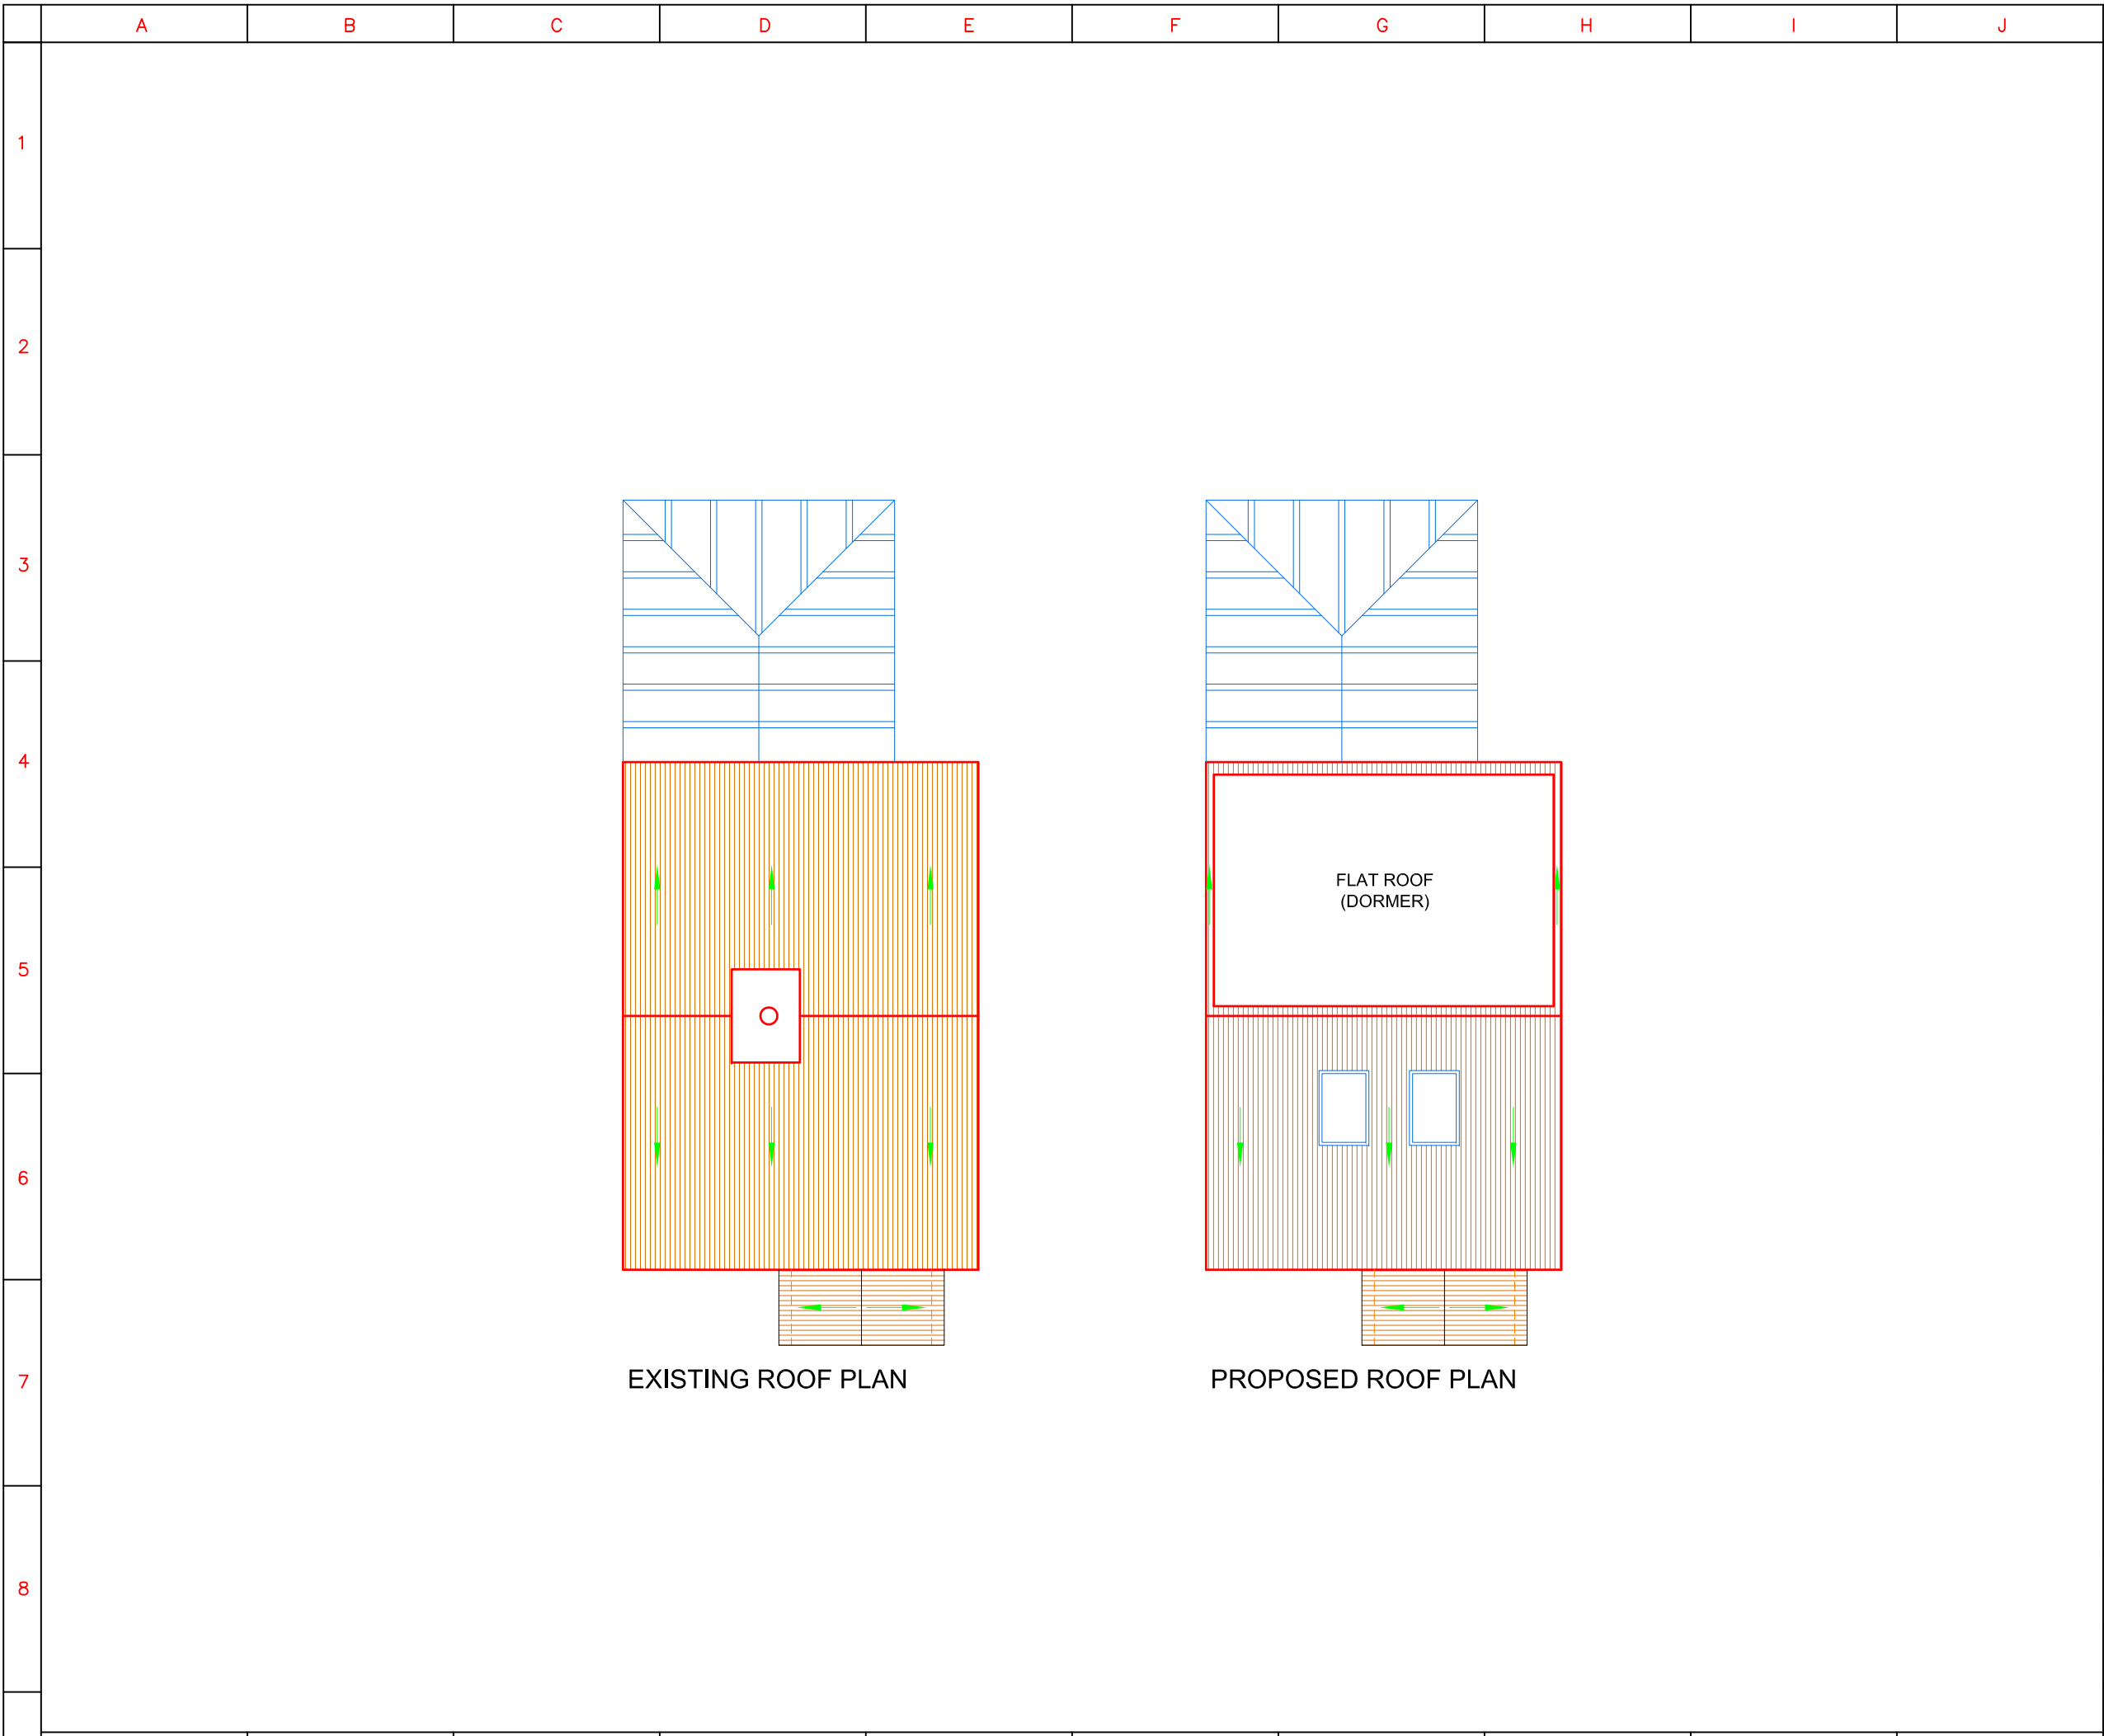 A B C D E F G H I J
1
2
3
4
FLAT ROOF
(DORMER)
5
6
EXISTING ROOF PLAN
PROPOSED ROOF PLAN
7
8